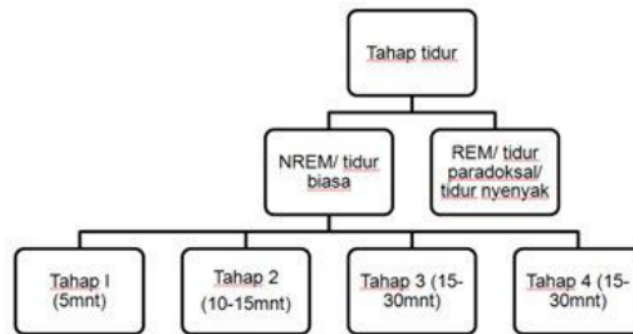 Tahap tidur
NREM/ tidur
biasa
REM/ tidur
paradoksal/
tidur nyenyak
Tahap I
(5mnt)
Tahap 2
(10-15mnt)
Tahap 3 (15-
30mnt)
Tahap 4 (15-
30mnt)